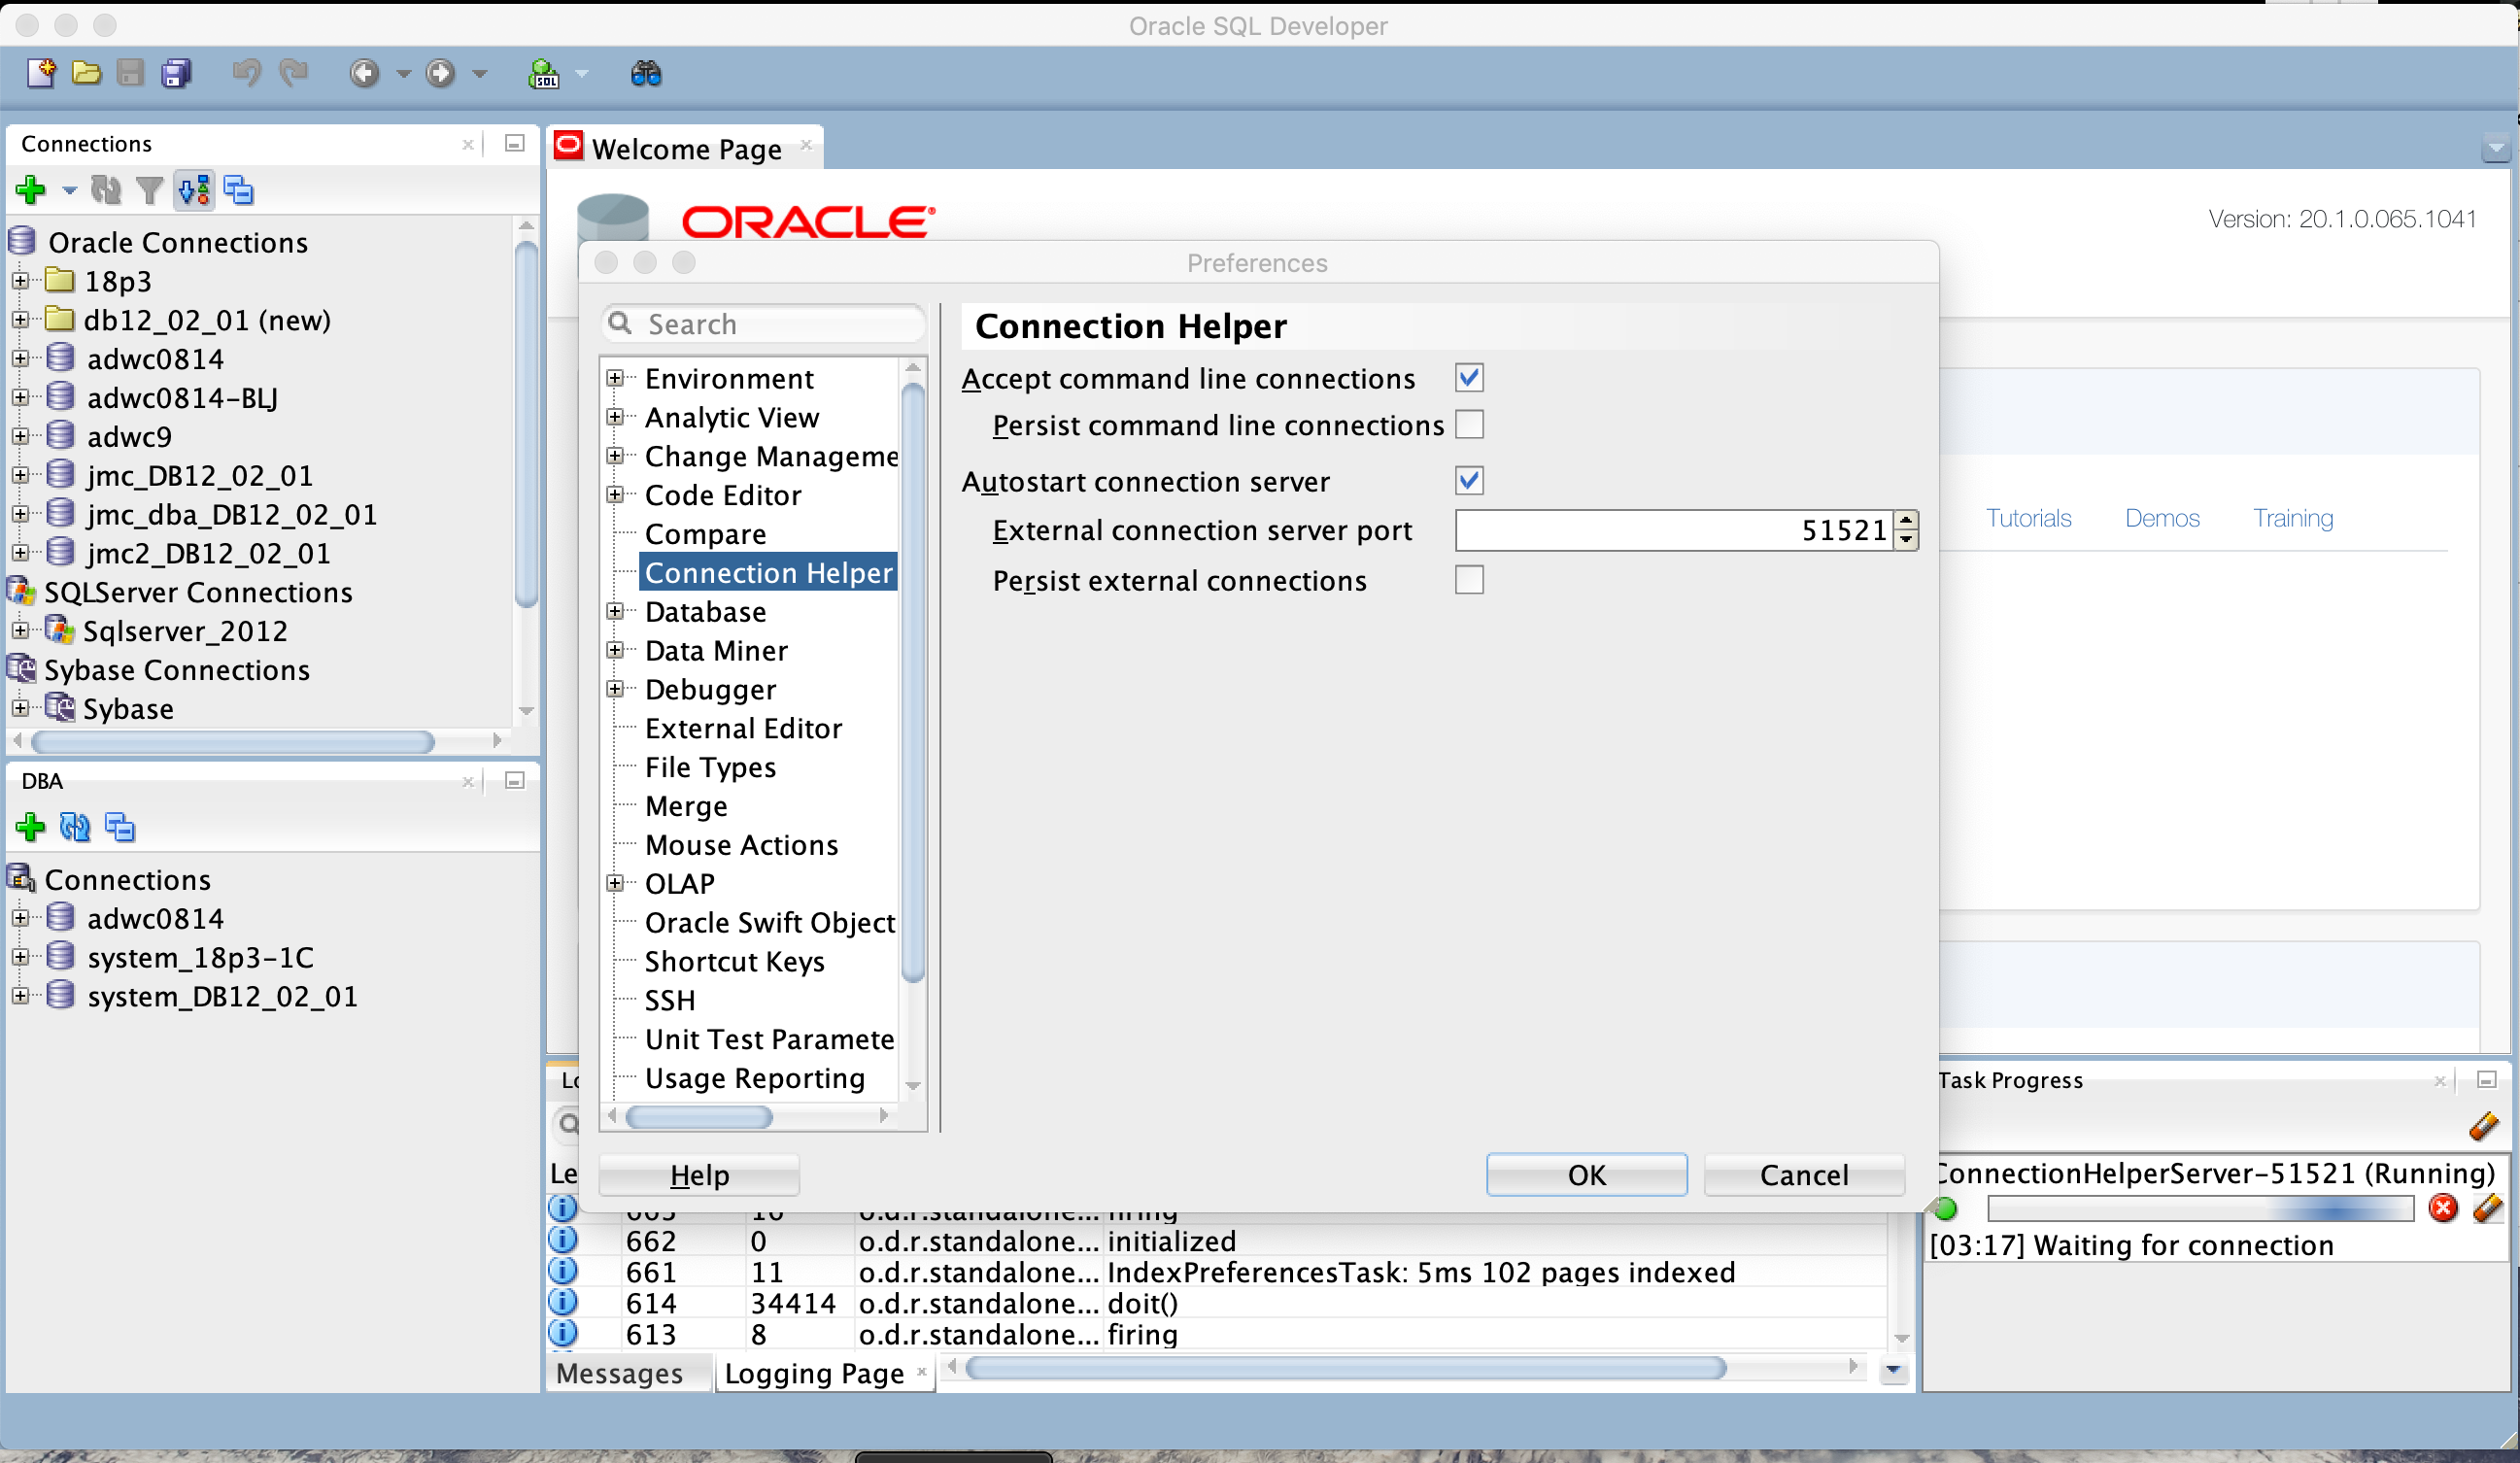 Oracle SQL Developer
Connections
Oracle Connections
18p3
db12_02_01 (new)
adwc0814
adwc0814-BLJ
adwc9
jmc_DB12_02_01
jmc_dba_DB12_02_01
jmc2_DB12_02_01
SQLServer Connections
Sqlserver_2012
Sybase Connections
Sybase
DBA
Connections
adwc0814
system_18p3-1C
system_DB12_02_01
Welcome Page
ORACLE
Version: 20.1.0.065.1041
Tutorials Demos Training
Preferences
Search
Environment
Analytic View
Change Manageme
Code Editor
Compare
Connection Helper
Database
Data Miner
Debugger
External Editor
File Types
Merge
Mouse Actions
OLAP
Oracle Swift Object
Shortcut Keys
SSH
Unit Test Paramete
Usage Reporting
Connection Helper
Accept command line connections
Persist command line connections
Autostart connection server
External connection server port 51521
Persist external connections
Help OK Cancel
Le
662 0 o.d.r.standalone... initialized
661 11 o.d.r.standalone... IndexPreferencesTask: 5ms 102 pages indexed
614 34414 o.d.r.standalone... doit()
613 8 o.d.r.standalone... firing
Messages Logging Page
Task Progress
ConnectionHelperServer-51521 (Running)
[03:17] Waiting for connection